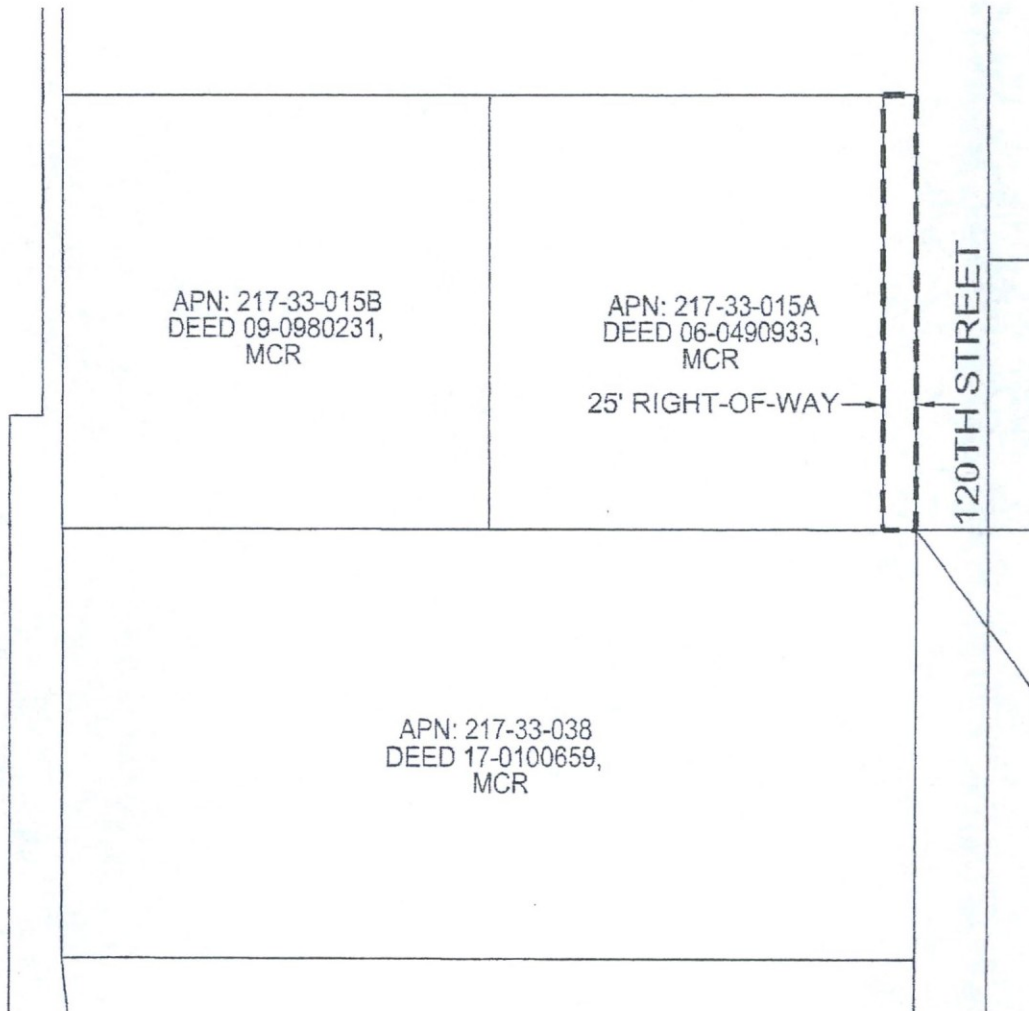 APN: 217-33-015B
DEED 09-0980231,
MCR
APN: 217-33-015A
DEED 06-0490933,
MCR
25' RIGHT-OF-WAY
120TH STREET
APN: 217-33-038
DEED 17-0100659,
MCR